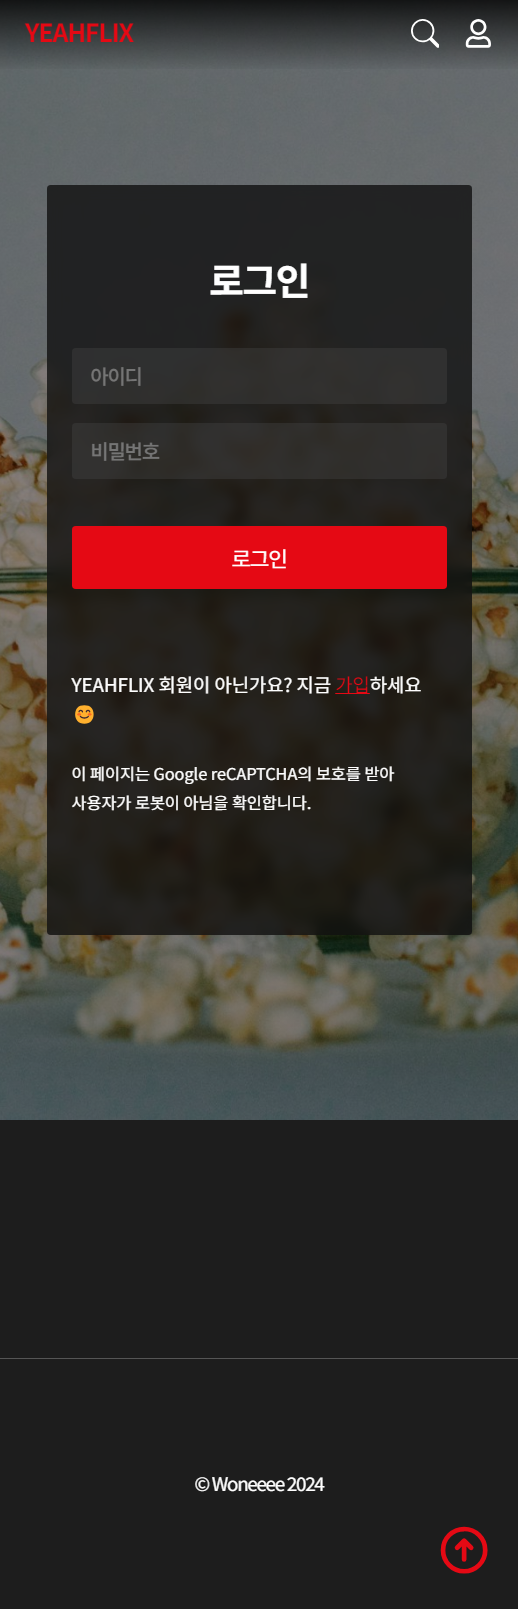 YEAHFLIX
로그인
아이디
비밀번호
로그인
YEAHFLIX 회원이 아닌가요? 지금 가입하세요
😊
이 페이지는 Google reCAPTCHA의 보호를 받아
사용자가 로봇이 아님을 확인합니다.
© Woneeee 2024